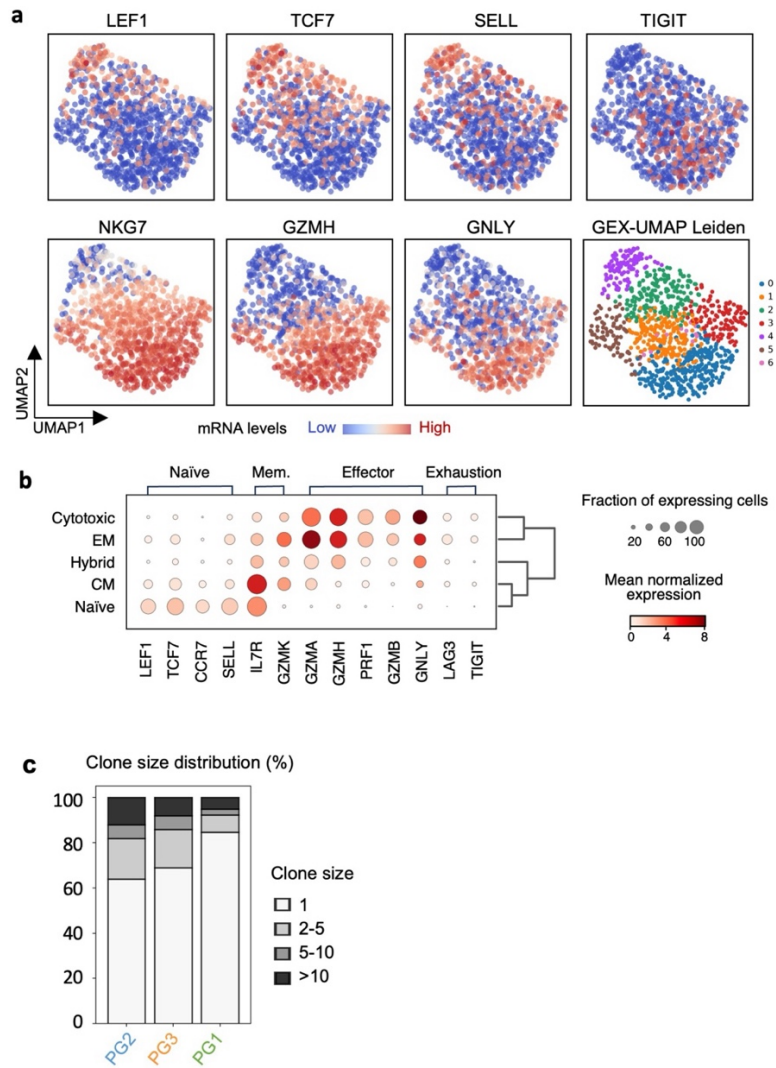 a
LEF1 TCF7 SELL TIGIT
NKG7 GZMH GNLY GEX-UMAP Leiden
0
1
2
3
4
5
6
UMAP2
UMAP1
mRNA levels Low High
b
Naïve Mem. Effector Exhaustion
Cytotoxic
EM
Hybrid
CM
Naïve
LEF1 TCF7 CCR7 SELL IL7R GZMK GZMA GZMH PRF1 GZMB GNLY LAG3 TIGIT
Fraction of expressing cells
20 60 100
Mean normalized
expression
0 4 8
c
Clone size distribution (%)
100
80
60
40
20
0
PG2 PG3 PG1
Clone size
1
2-5
5-10
>10